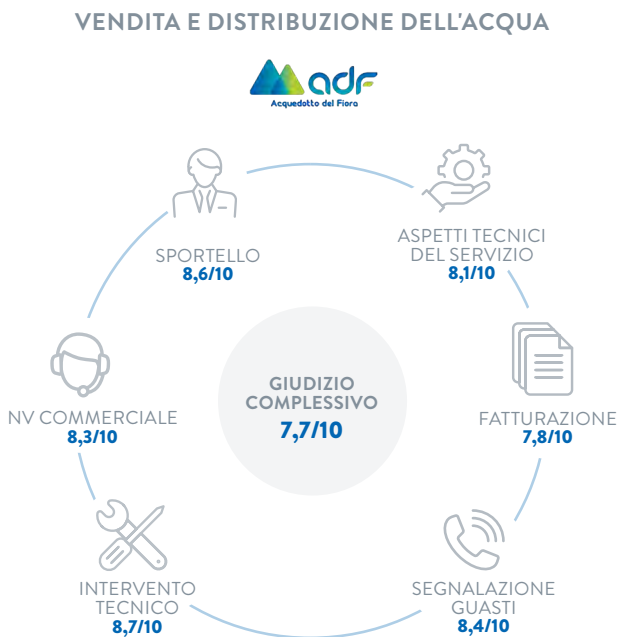 VENDITA E DISTRIBUZIONE DELL'ACQUA
adf
Acquedotto del Fiora
SPORTELLO
8,6/10
ASPETTI TECNICI
DEL SERVIZIO
8,1/10
GIUDIZIO
COMPLESSIVO
7,7/10
NV COMMERCIALE
8,3/10
FATTURAZIONE
7,8/10
INTERVENTO
TECNICO
8,7/10
SEGNALAZIONE
GUASTI
8,4/10